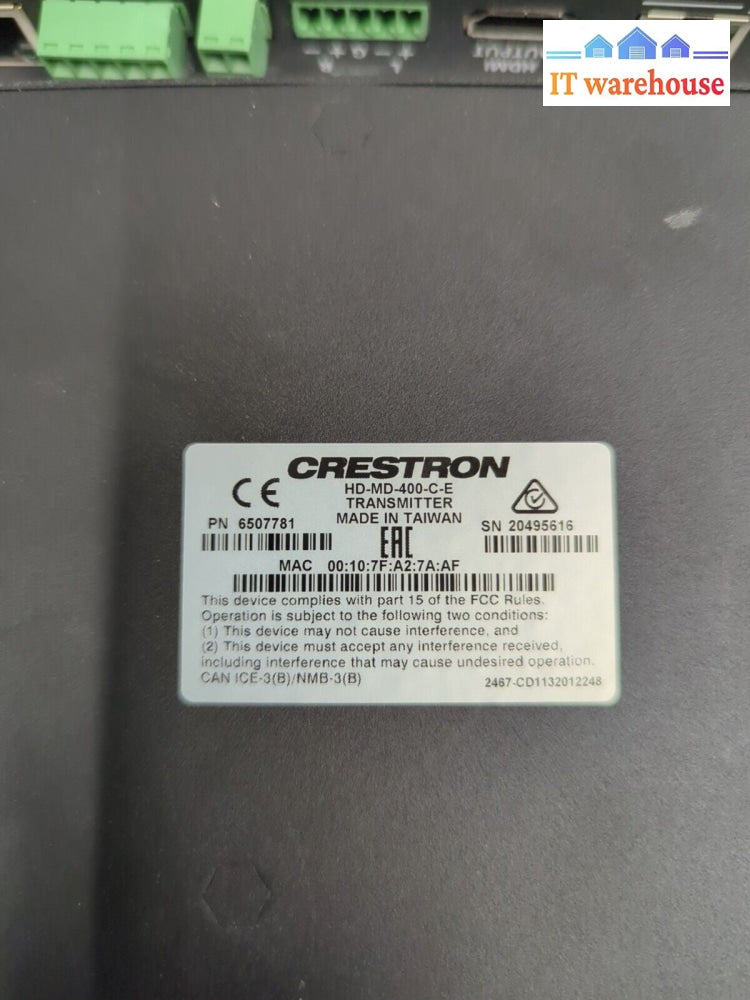 IT warehouse
HDMI
OUTPUT
- + G - +
R L
CRESTRON
CE
HD-MD-400-C-E
TRANSMITTER
MADE IN TAIWAN
PN 6507781
SN 20495616
EAC
MAC 00:10:7F:A2:7A:AF
This device complies with part 15 of the FCC Rules.
Operation is subject to the following two conditions:
(1) This device may not cause interference, and
(2) This device must accept any interference received,
including interference that may cause undesired operation.
CAN ICE-3(B)/NMB-3(B)
2467-CD1132012248